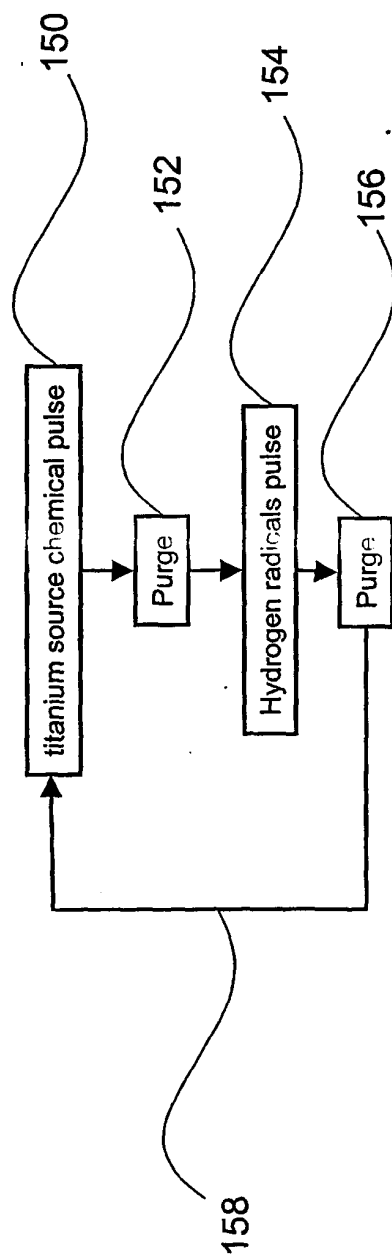 titanium source chemical pulse
150
Purge
152
Hydrogen radicals pulse
154
Purge
156
158